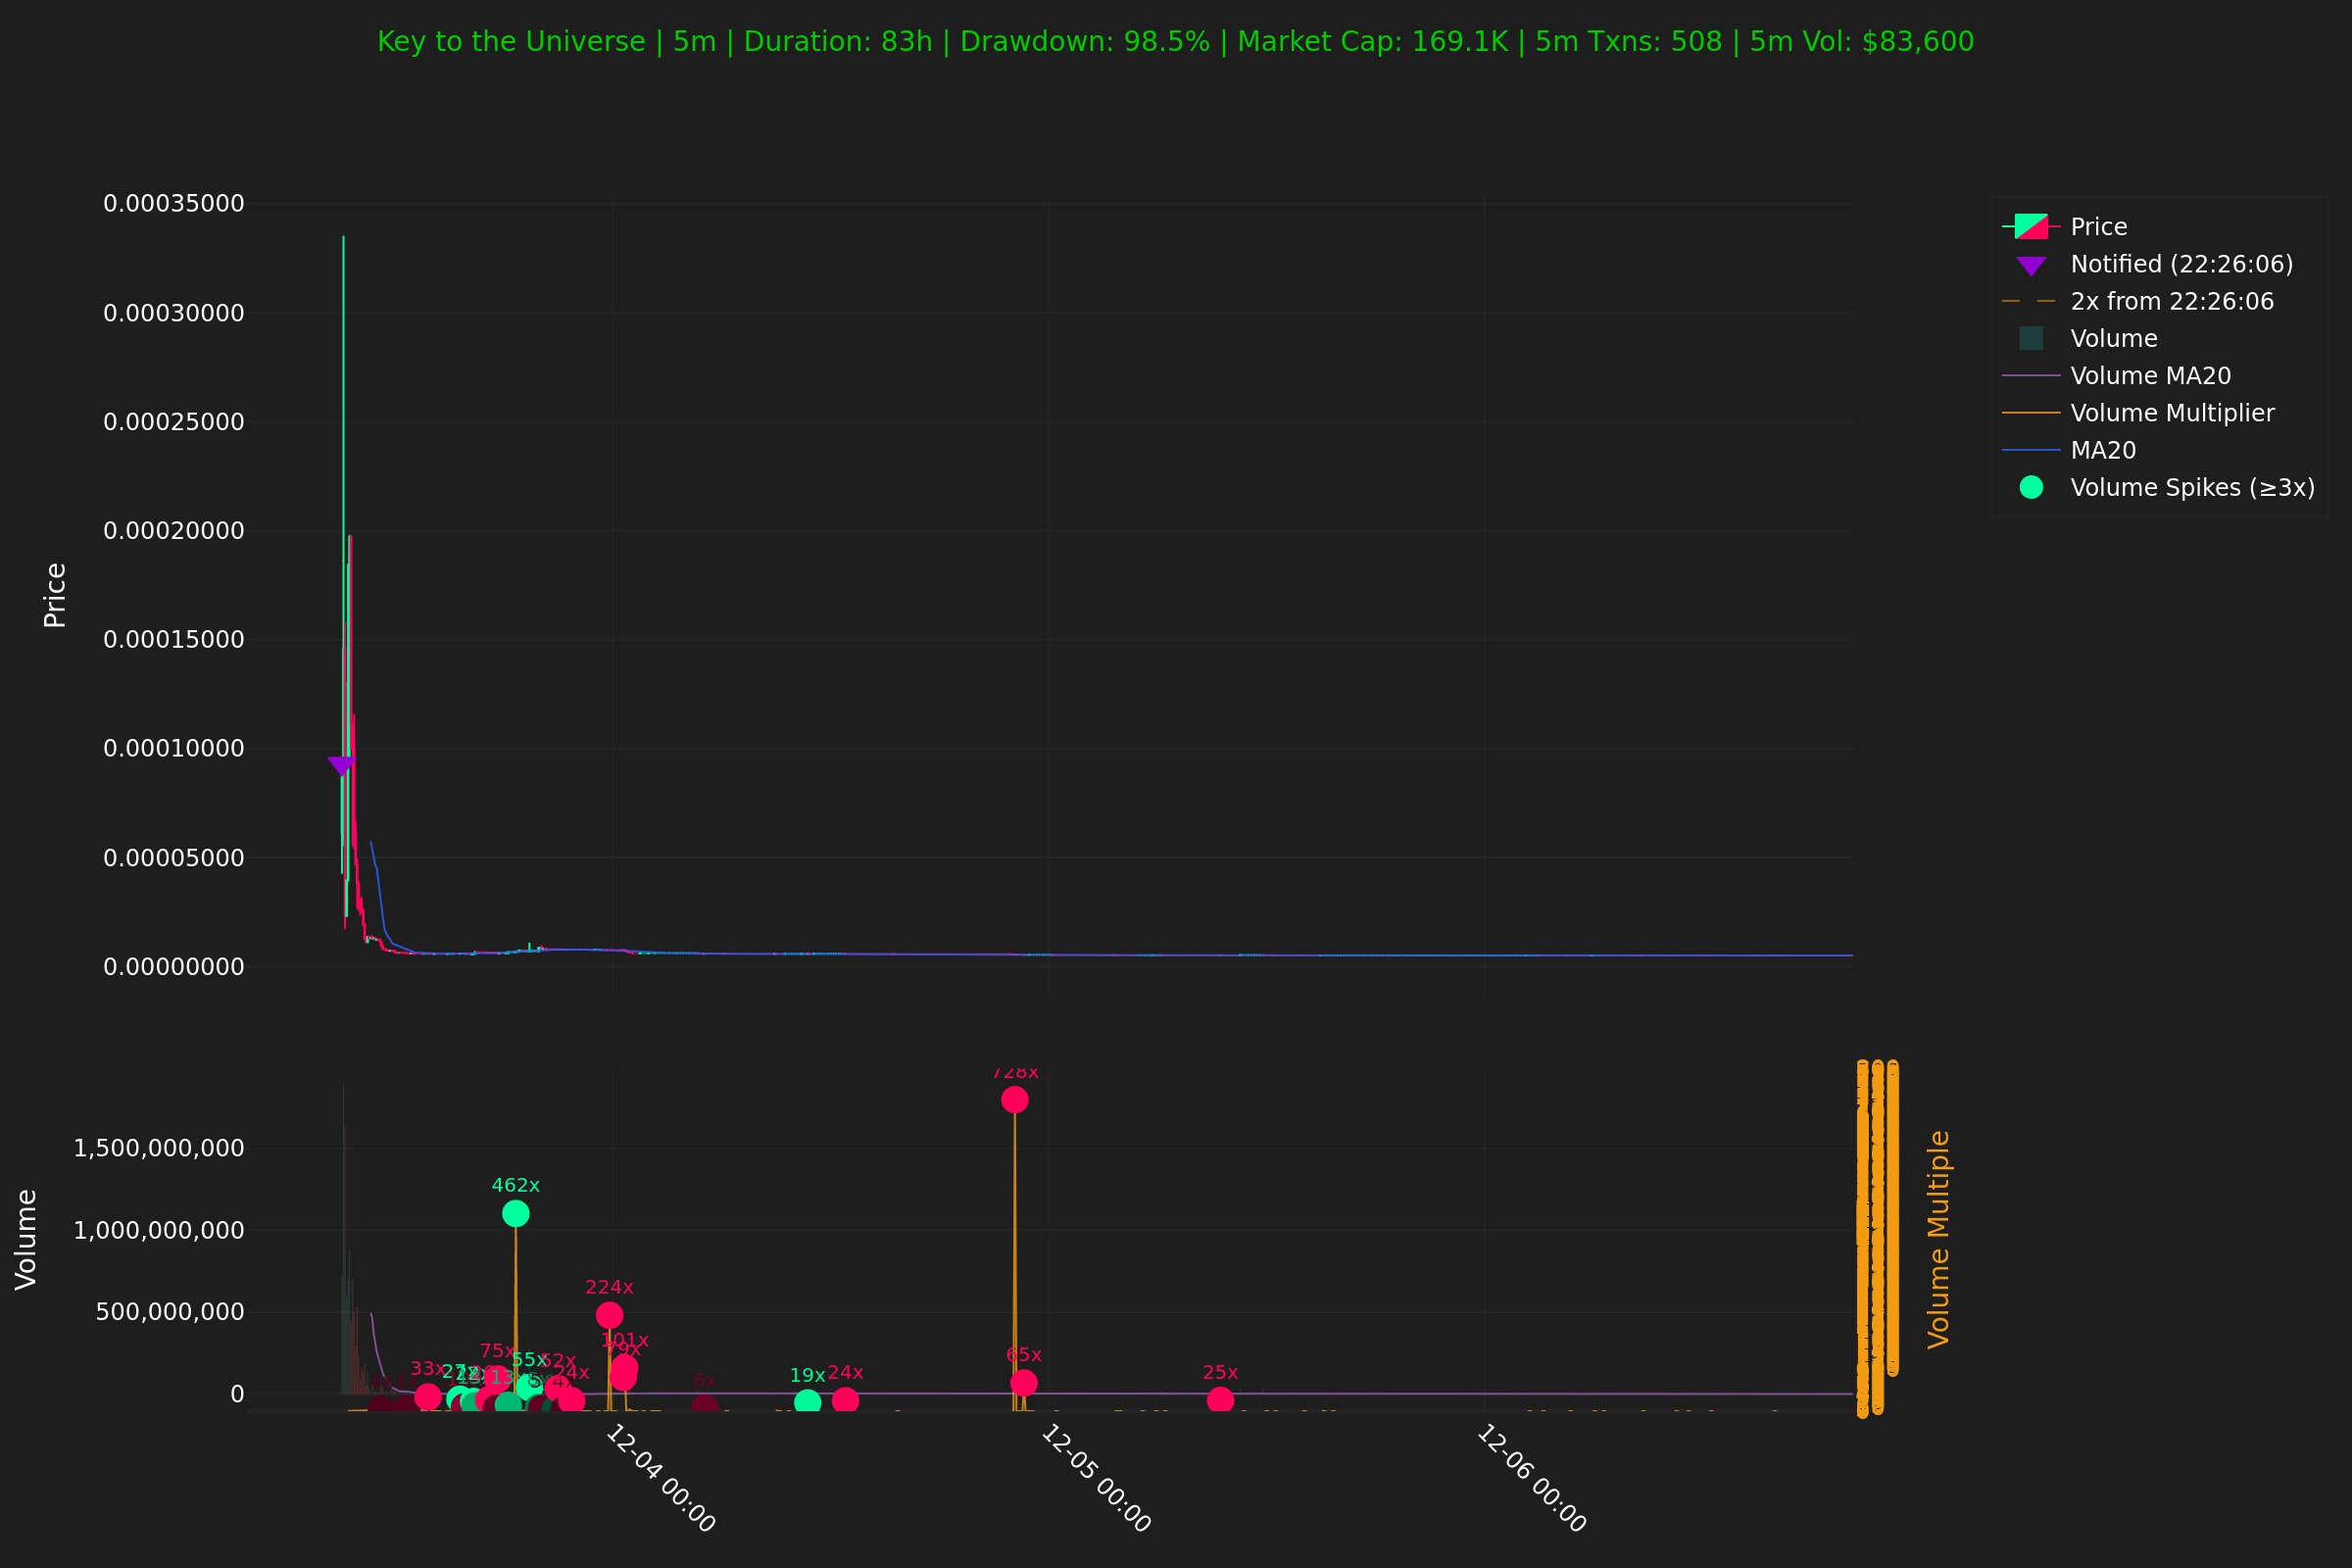 Key to the Universe | 5m | Duration: 83h | Drawdown: 98.5% | Market Cap: 169.1K | 5m Txns: 508 | 5m Vol: $83,600
Price
0.00035000
0.00030000
0.00025000
0.00020000
0.00015000
0.00010000
0.00005000
0.00000000
Price
Notified (22:26:06)
2x from 22:26:06
Volume
Volume MA20
Volume Multiplier
MA20
Volume Spikes (≥3x)
Volume
1,500,000,000
1,000,000,000
500,000,000
0
728x
462x
224x
101x
79x
75x
55x
52x
33x
24x
6x
19x
24x
65x
25x
Volume Multiple
12-04 00:00
12-05 00:00
12-06 00:00